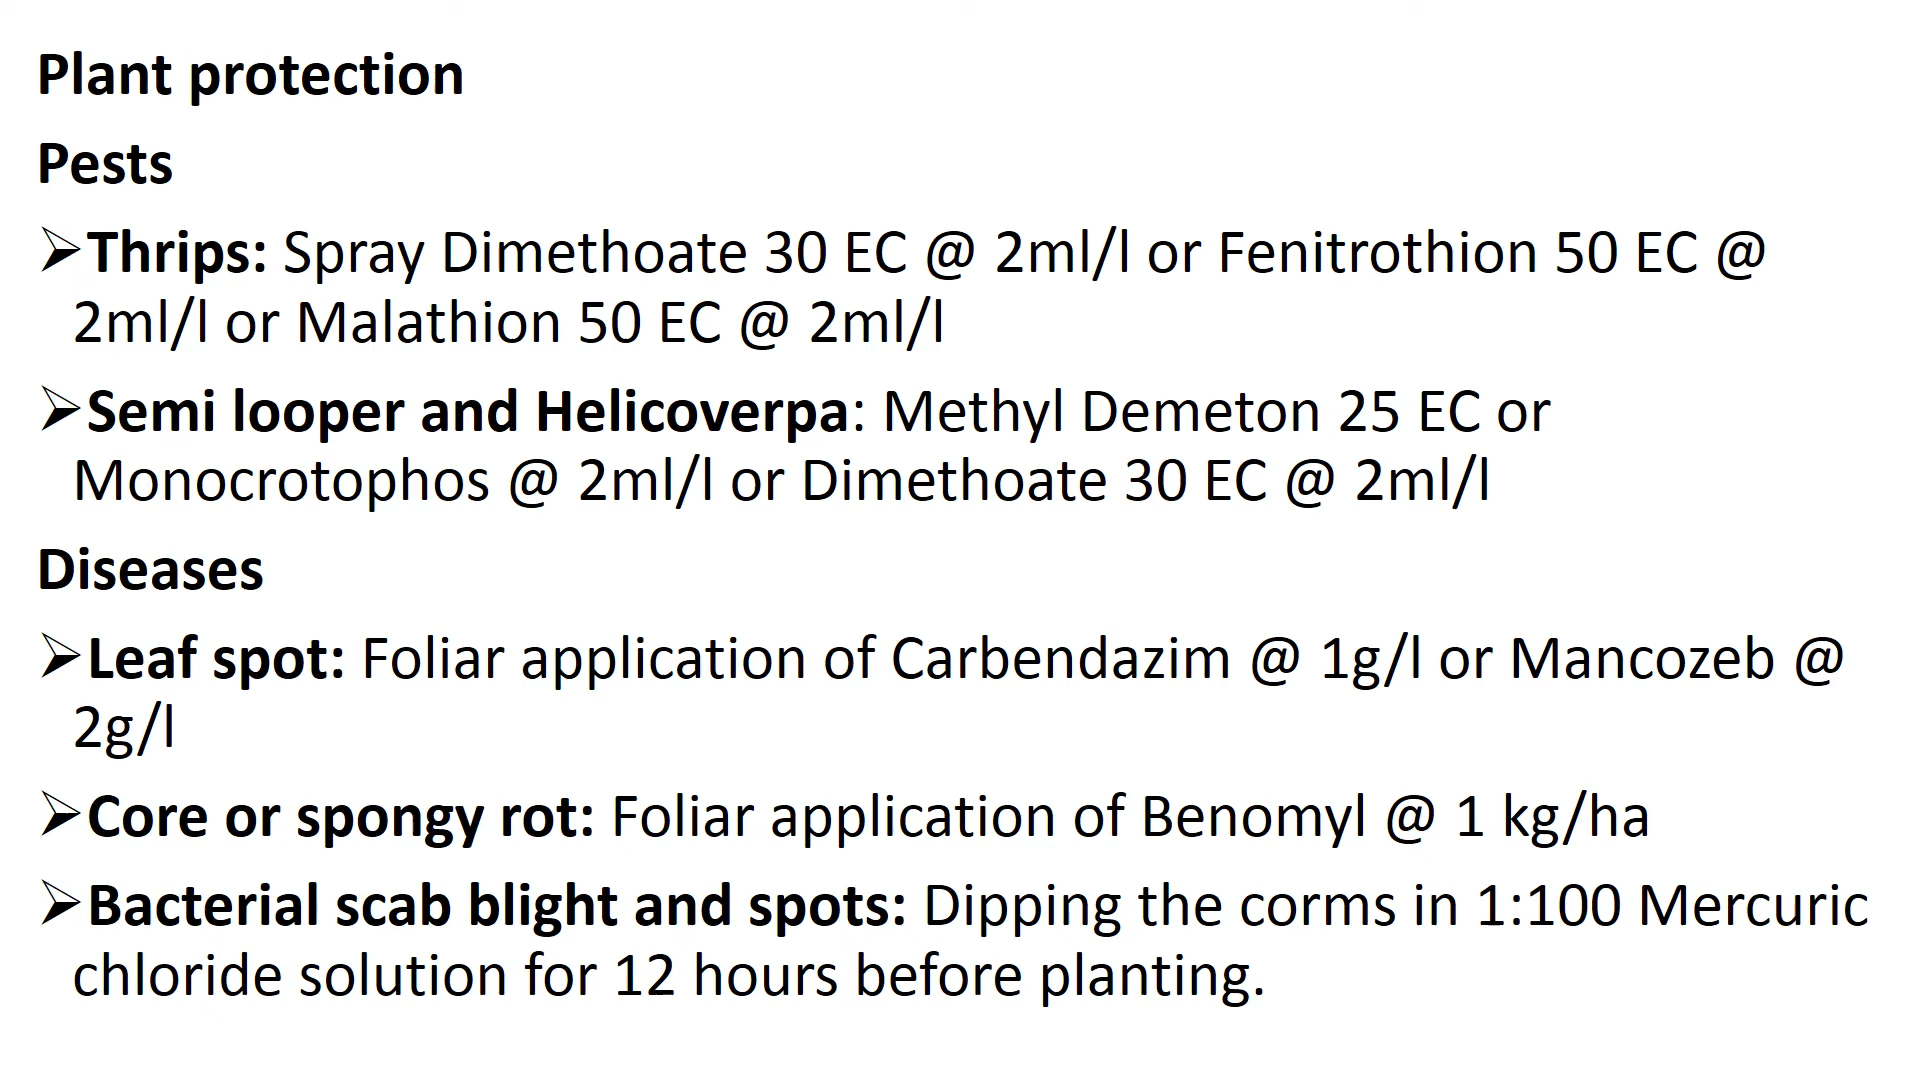 Plant protection
Pests
➢Thrips: Spray Dimethoate 30 EC @ 2ml/l or Fenitrothion 50 EC @
2ml/l or Malathion 50 EC @ 2ml/l
➢Semi looper and Helicoverpa: Methyl Demeton 25 EC or
Monocrotophos @ 2ml/l or Dimethoate 30 EC @ 2ml/l
Diseases
➢Leaf spot: Foliar application of Carbendazim @ 1g/l or Mancozeb @
2g/l
➢Core or spongy rot: Foliar application of Benomyl @ 1 kg/ha
➢Bacterial scab blight and spots: Dipping the corms in 1:100 Mercuric
chloride solution for 12 hours before planting.